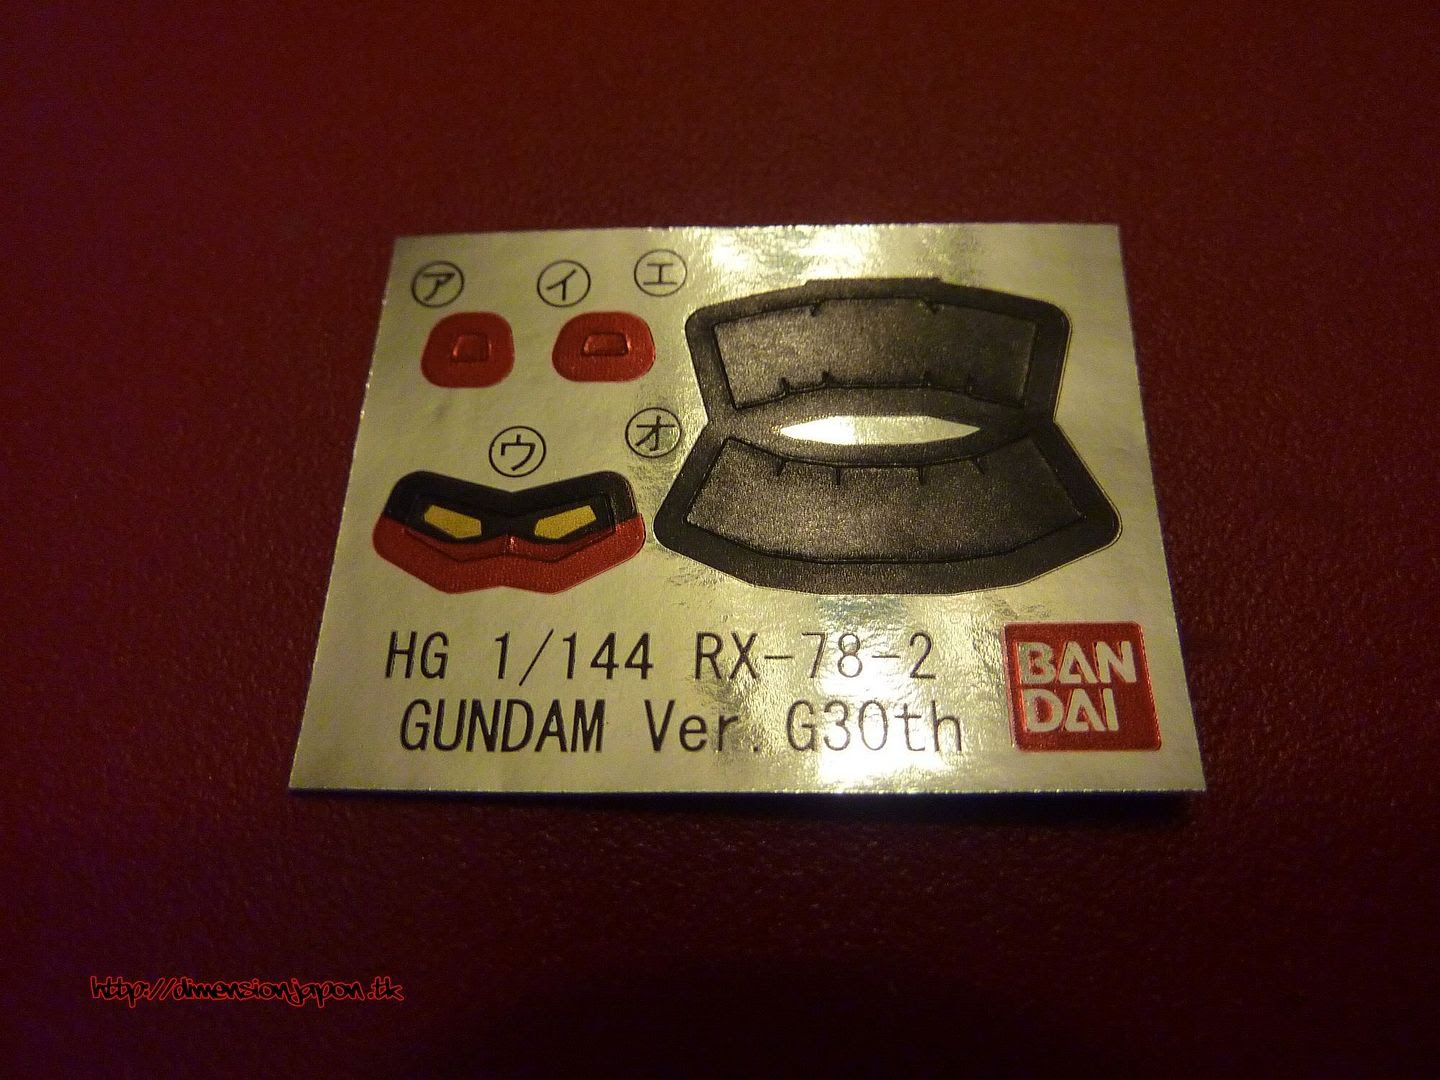 ア イ エ
ウ オ
HG 1/144 RX-78-2
GUNDAM Ver. G30th
BAN
DAI
http://dimensionjapon.tk